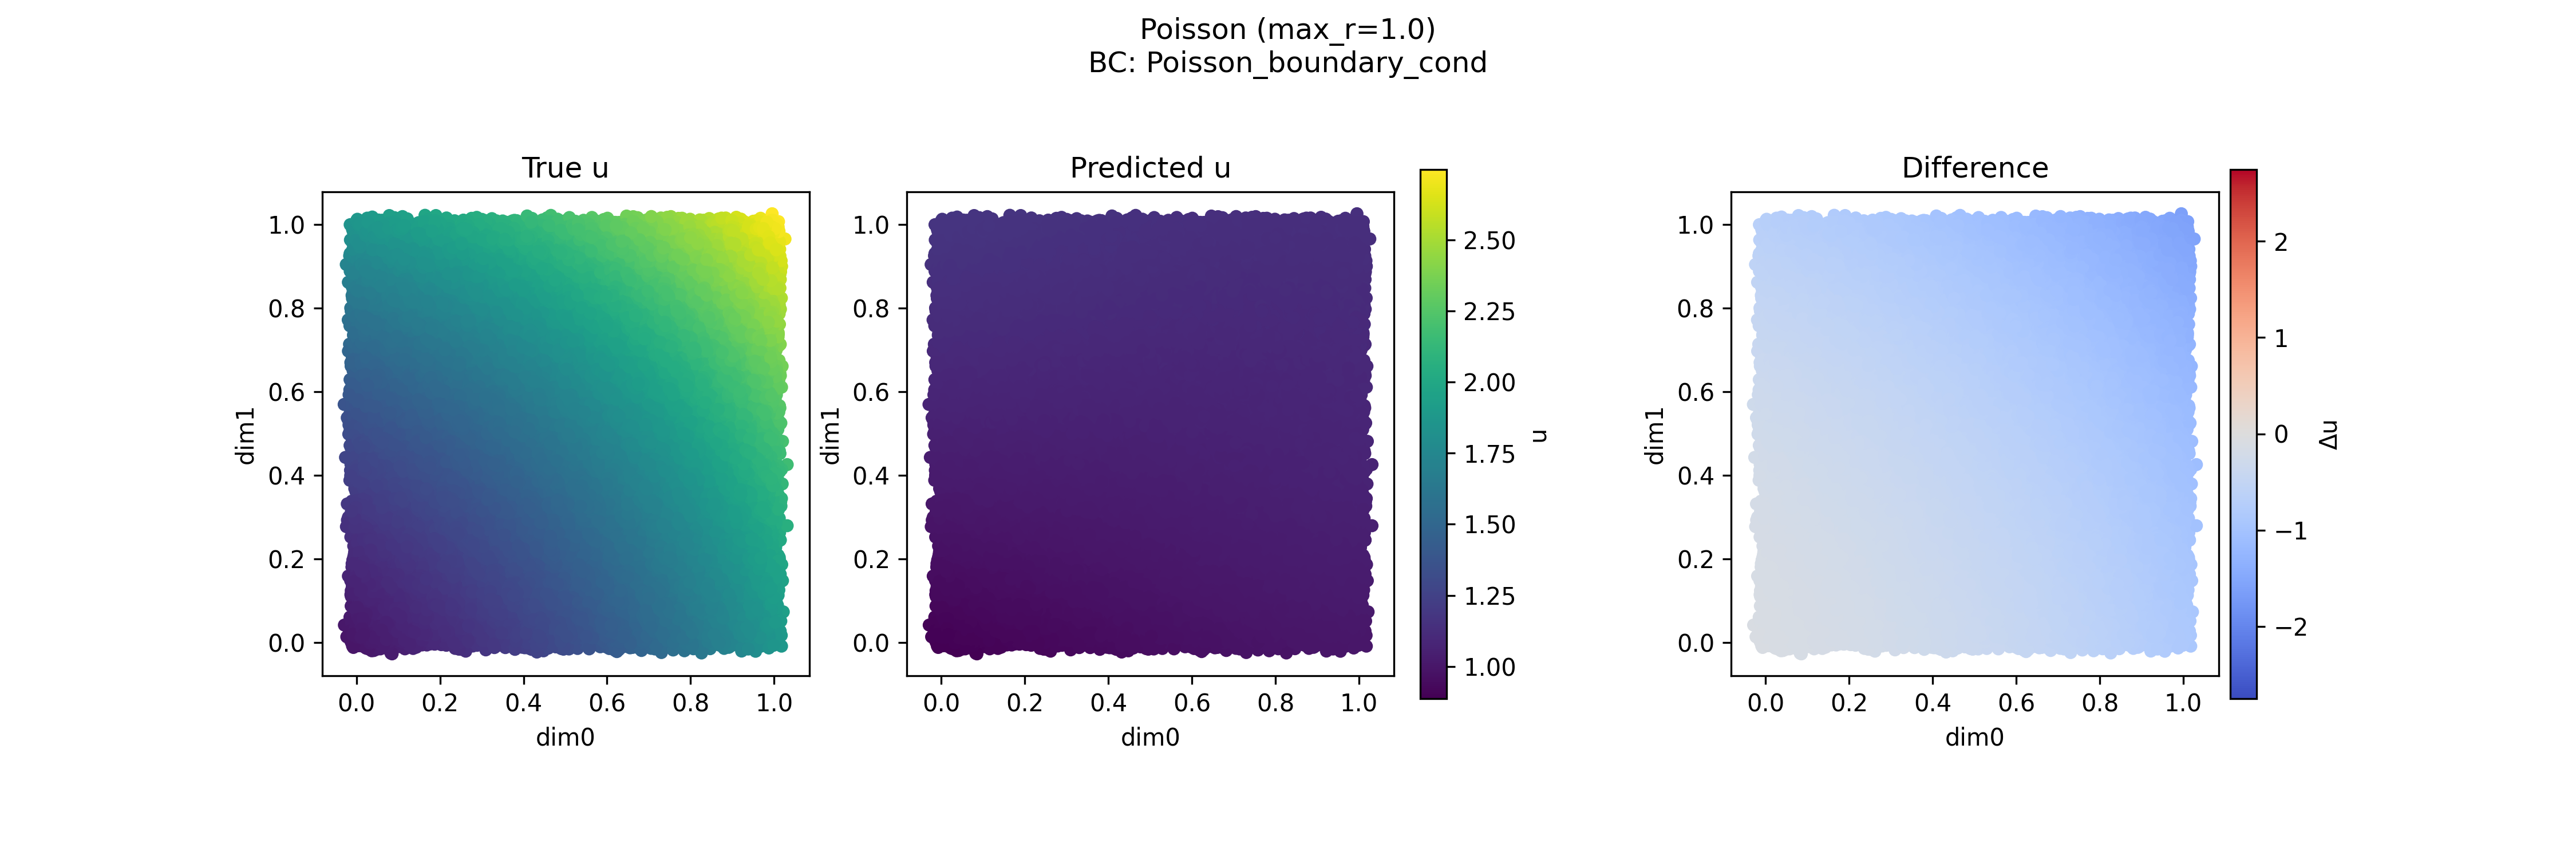 Poisson (max_r=1.0)
BC: Poisson_boundary_cond
True u
1.0
0.8
0.6
0.4
0.2
0.0
dim1
0.0 0.2 0.4 0.6 0.8 1.0
dim0
Predicted u
1.0
0.8
0.6
0.4
0.2
0.0
dim1
0.0 0.2 0.4 0.6 0.8 1.0
dim0
2.50
2.25
2.00
1.75
1.50
1.25
1.00
u
Difference
1.0
0.8
0.6
0.4
0.2
0.0
dim1
0.0 0.2 0.4 0.6 0.8 1.0
dim0
2
1
0
−1
−2
Δu